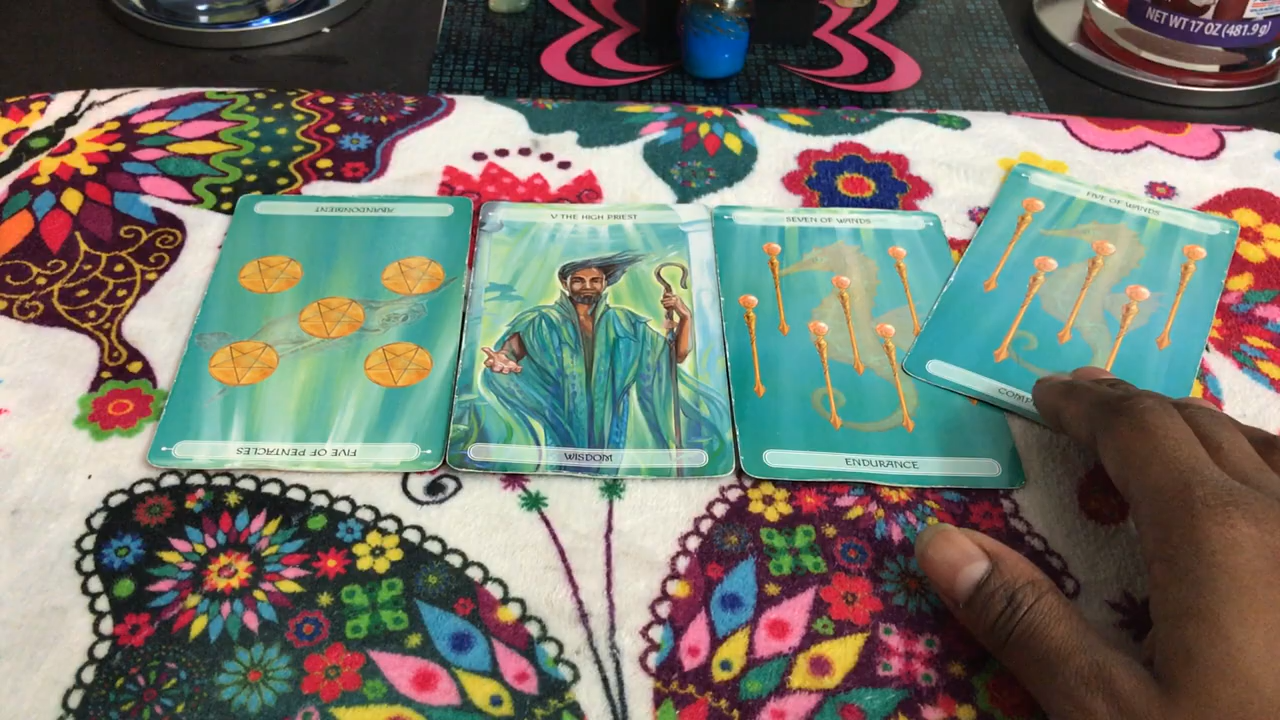 NET WT 17 OZ (481.9g)
ABANDONMENT
FIVE OF PENTACLES
V THE HIGH PRIEST
WISDOM
SEVEN OF WANDS
ENDURANCE
FIVE OF WANDS